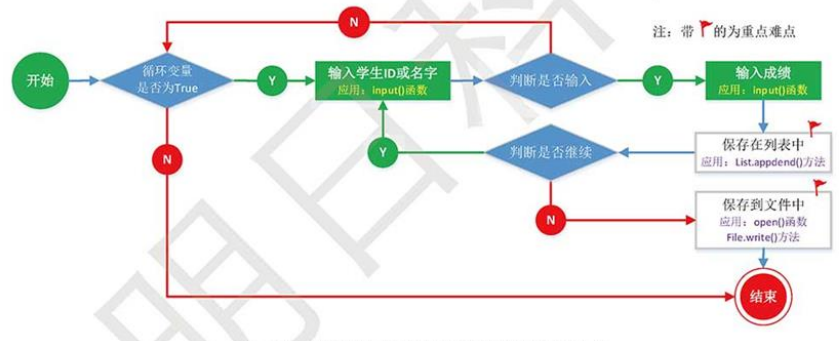 N
注：带的为重点难点
开始
循环变量
是否为True
Y
输入学生ID或名字
应用：input()函数
判断是否输入
Y
输入成绩
应用：input()函数
N
Y
判断是否继续
保存在列表中
应用：List.appdend()方法
N
保存到文件中
应用：open()函数
File.write()方法
结束
明日科